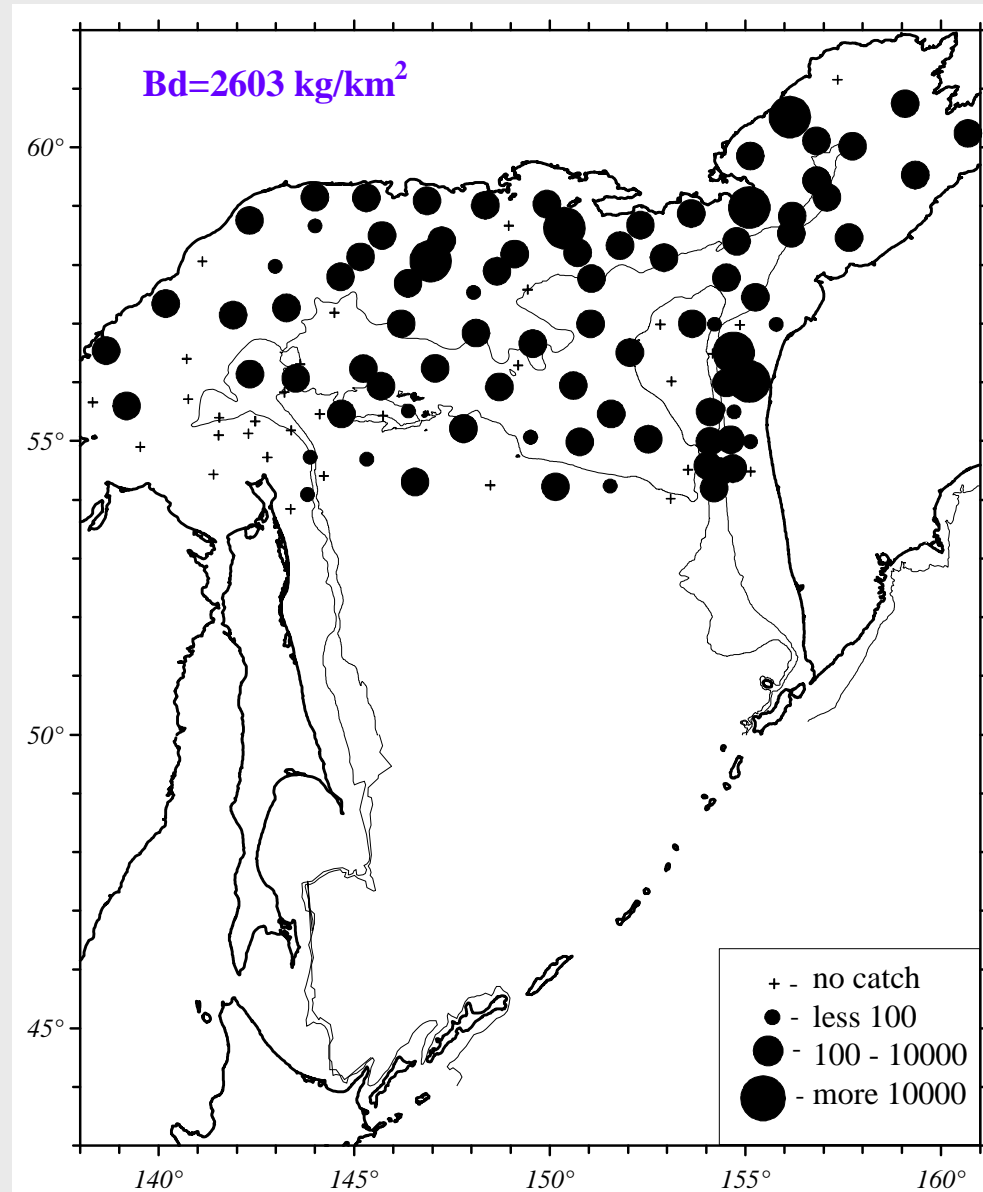 Bd=2603 kg/km²
60°
55°
50°
45°
+ - no catch
- less 100
- 100 - 10000
- more 10000
140° 145° 150° 155° 160°